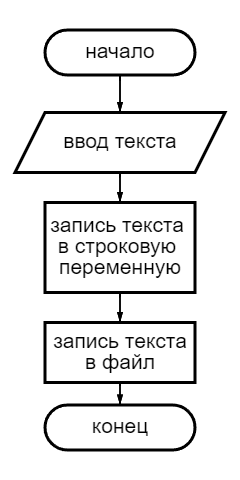 начало
ввод текста
запись текста
в строковую
переменную
запись текста
в файл
конец